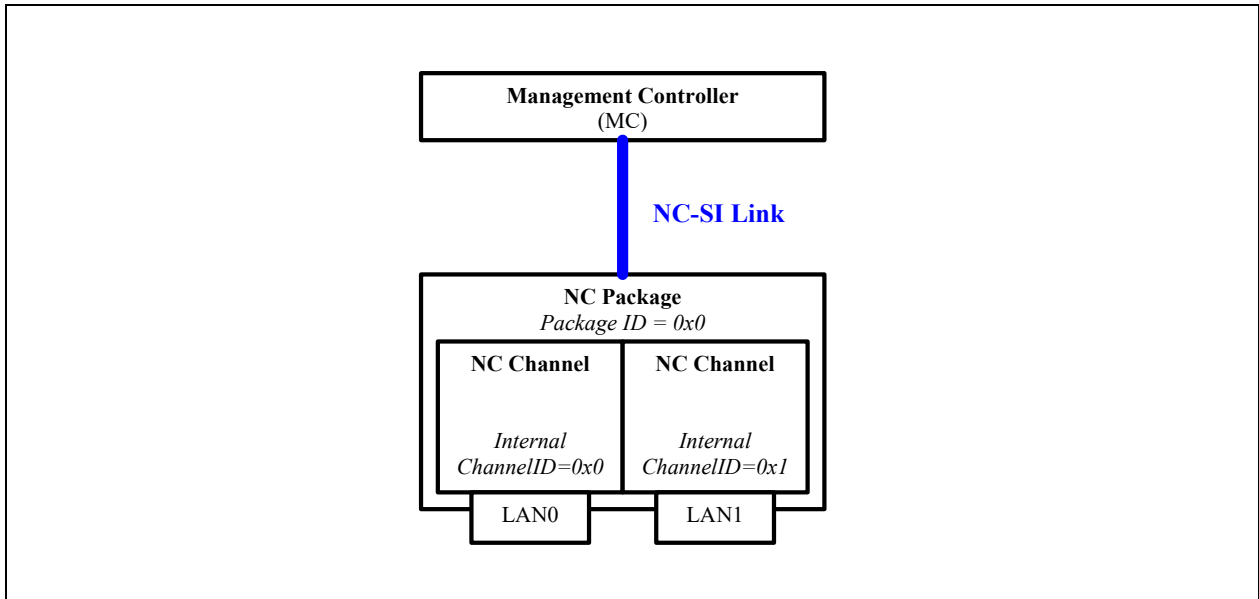 Management Controller
(MC)
NC-SI Link
NC Package
Package ID = 0x0
NC Channel
Internal
ChannelID=0x0
NC Channel
Internal
ChannelID=0x1
LAN0
LAN1